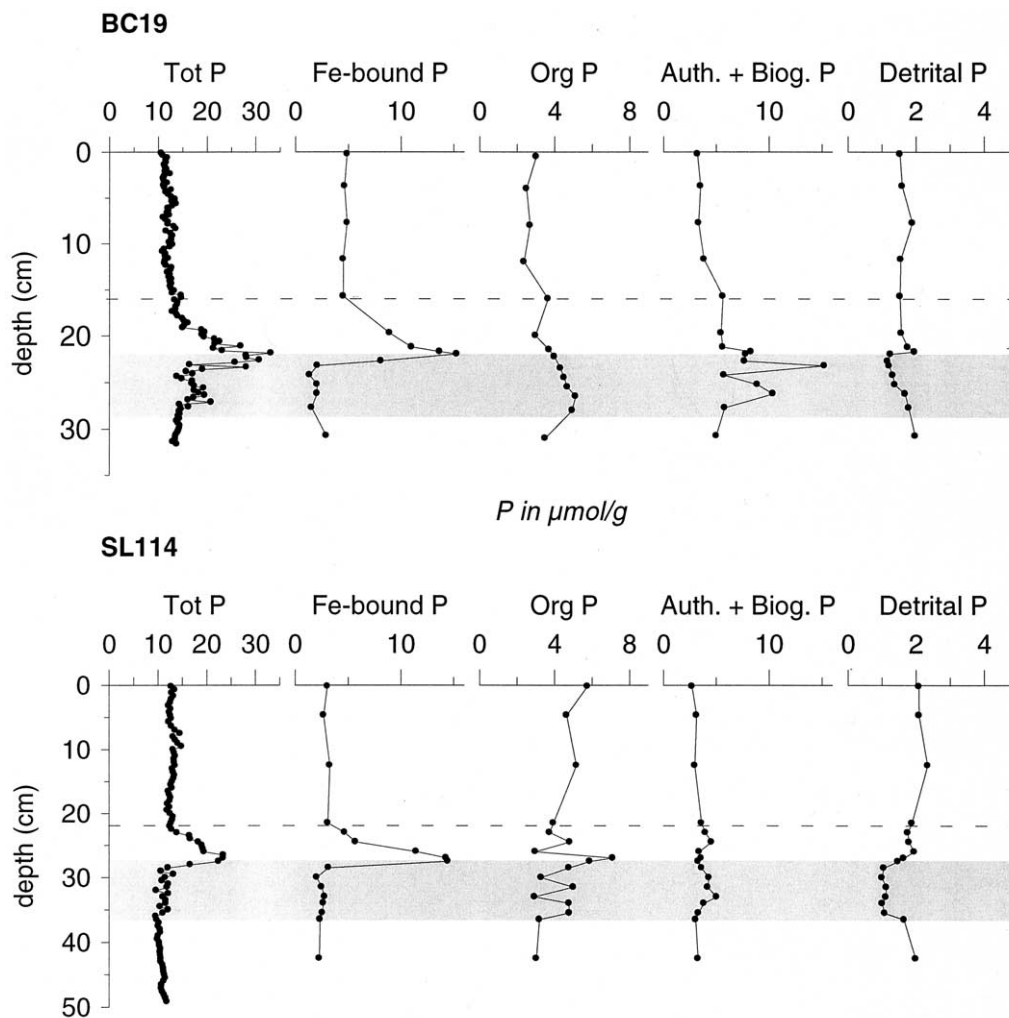 BC19
Tot P Fe-bound P Org P Auth. + Biog. P Detrital P
0 10 20 30 0 10 0 4 8 0 10 0 2 4
0
10
20
30
depth (cm)
P in µmol/g
SL114
Tot P Fe-bound P Org P Auth. + Biog. P Detrital P
0 10 20 30 0 10 0 4 8 0 10 0 2 4
0
10
20
30
40
50
depth (cm)